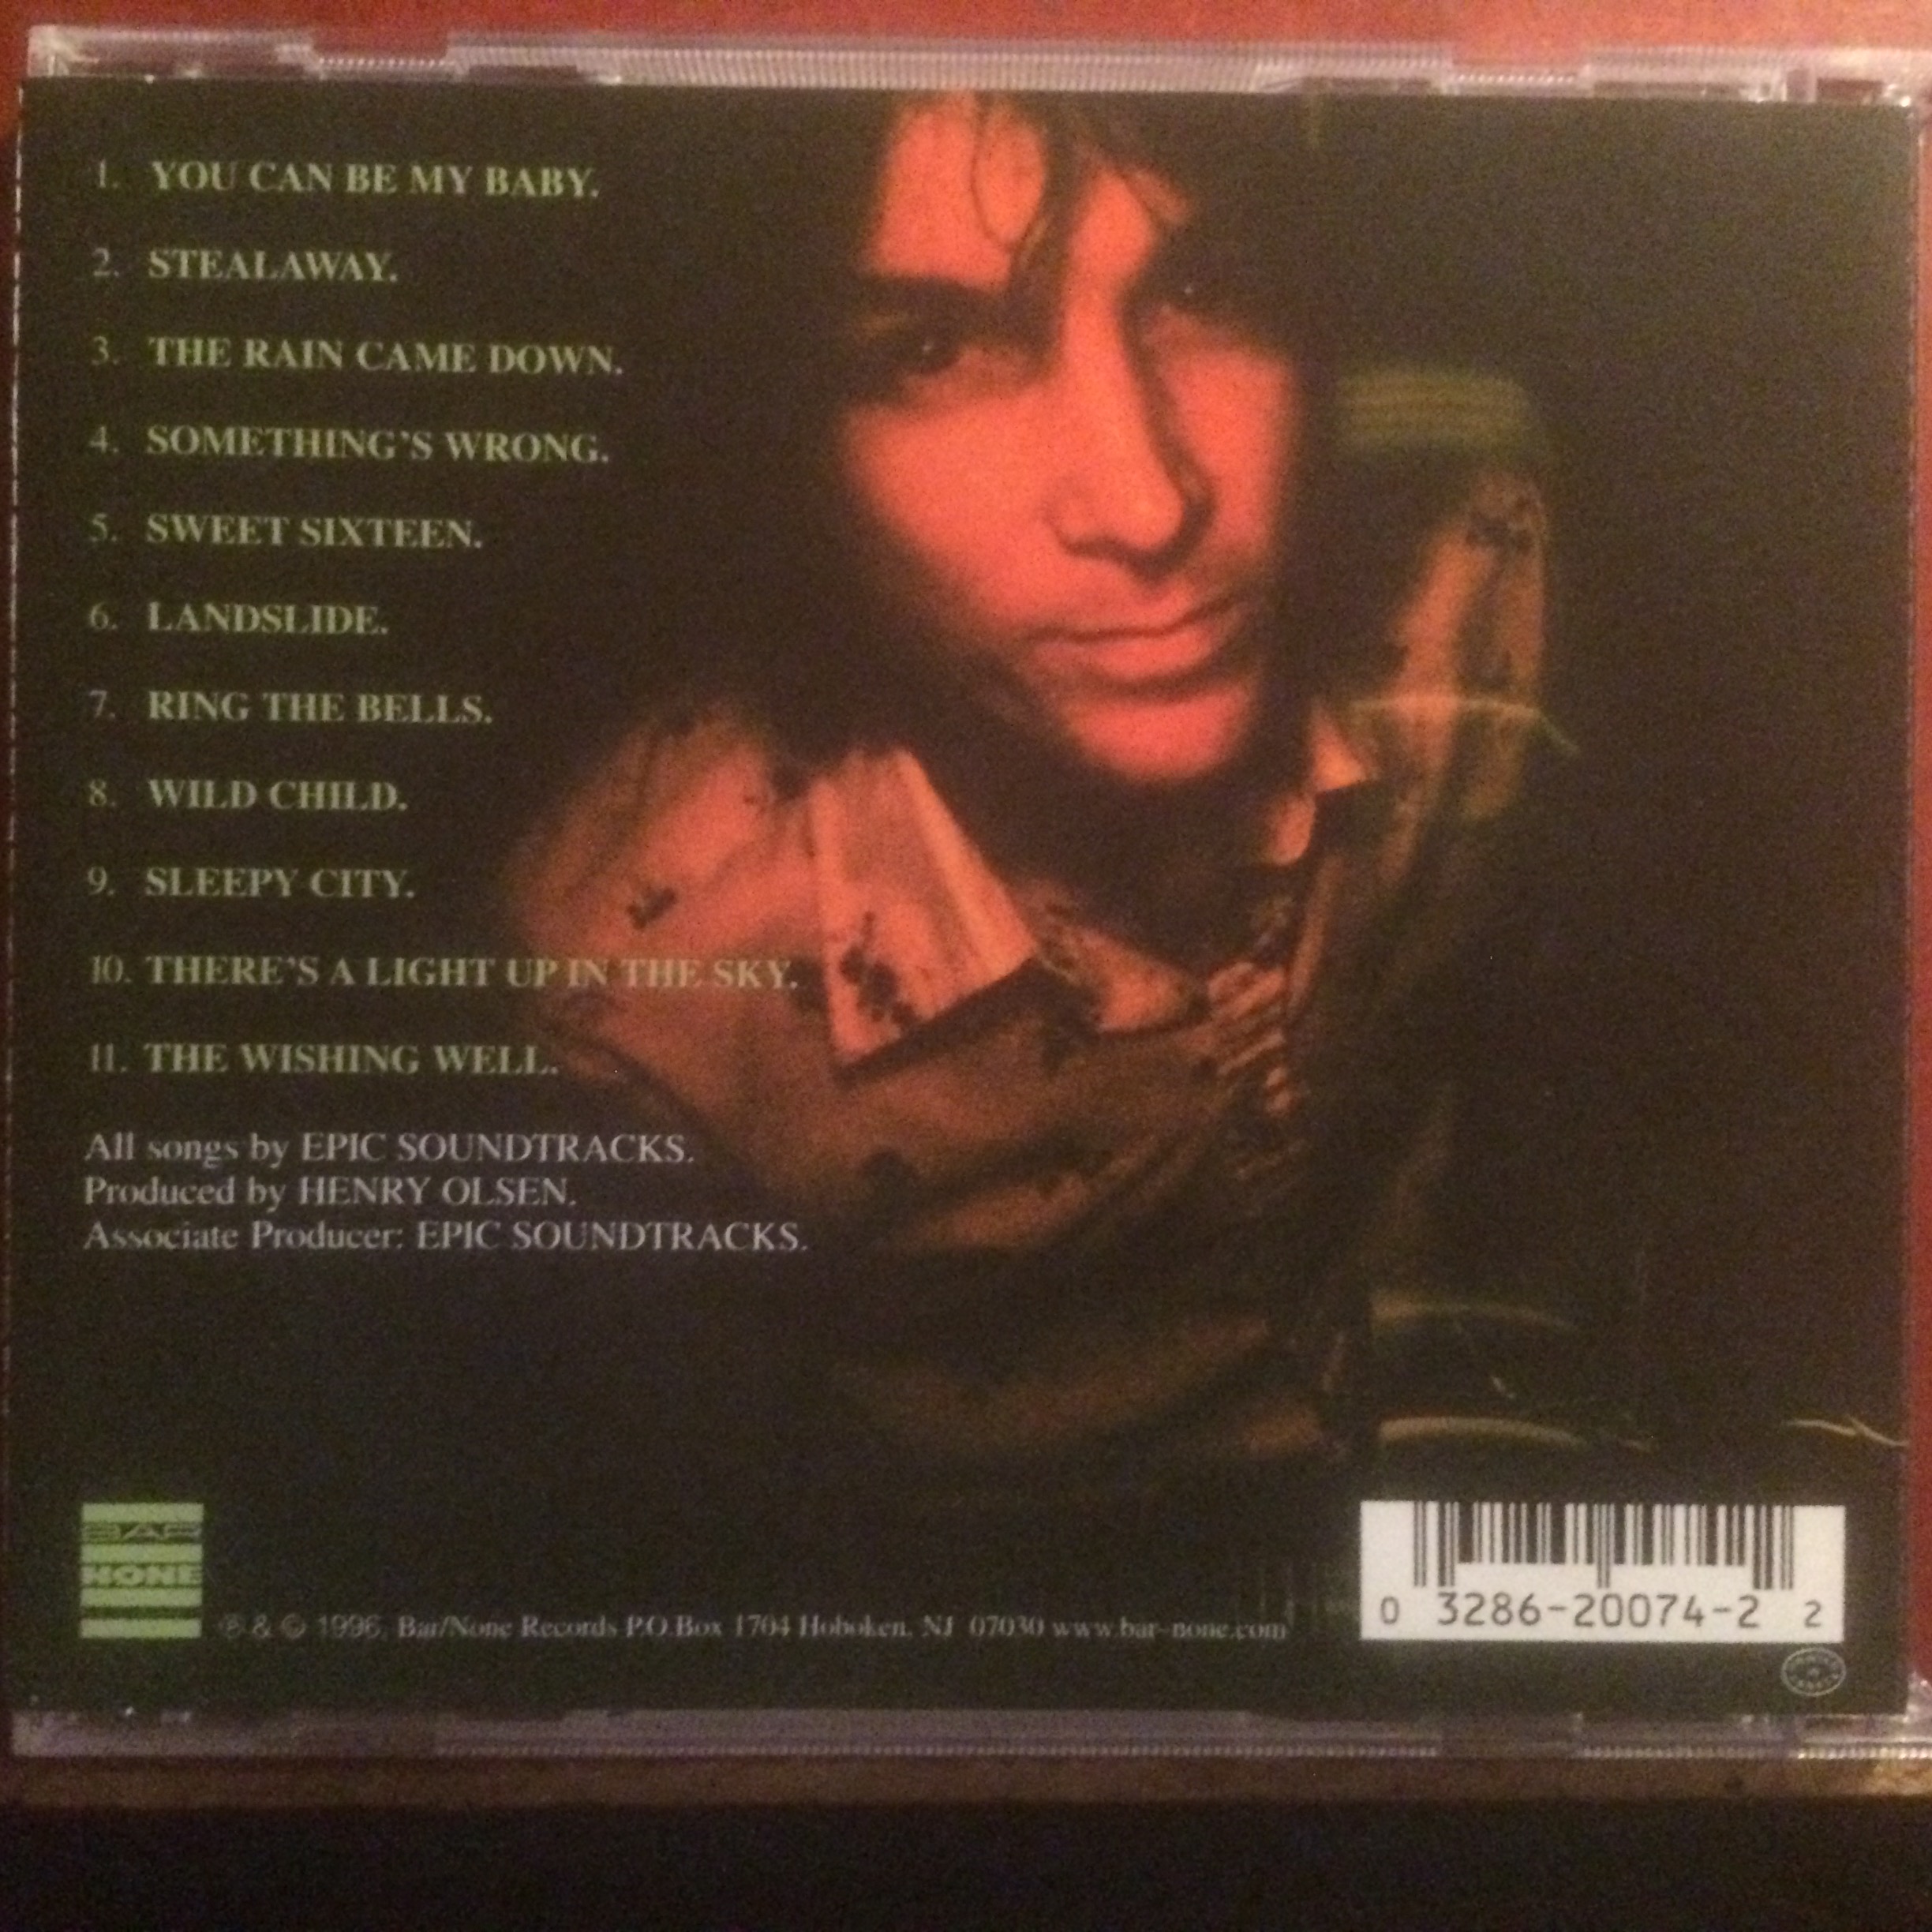 1. YOU CAN BE MY BABY.
2. STEALAWAY.
3. THE RAIN CAME DOWN.
4. SOMETHING'S WRONG.
5. SWEET SIXTEEN.
6. LANDSLIDE.
7. RING THE BELLS.
8. WILD CHILD.
9. SLEEPY CITY.
10. THERE'S A LIGHT UP IN THE SKY.
11. THE WISHING WELL.
All songs by EPIC SOUNDTRACKS.
Produced by HENRY OLSEN.
Associate Producer: EPIC SOUNDTRACKS.
BAR
NONE
℗ & © 1996, Bar/None Records P.O.Box 1704 Hoboken, NJ 07030 www.bar-none.com
0 3286-20074-2 2